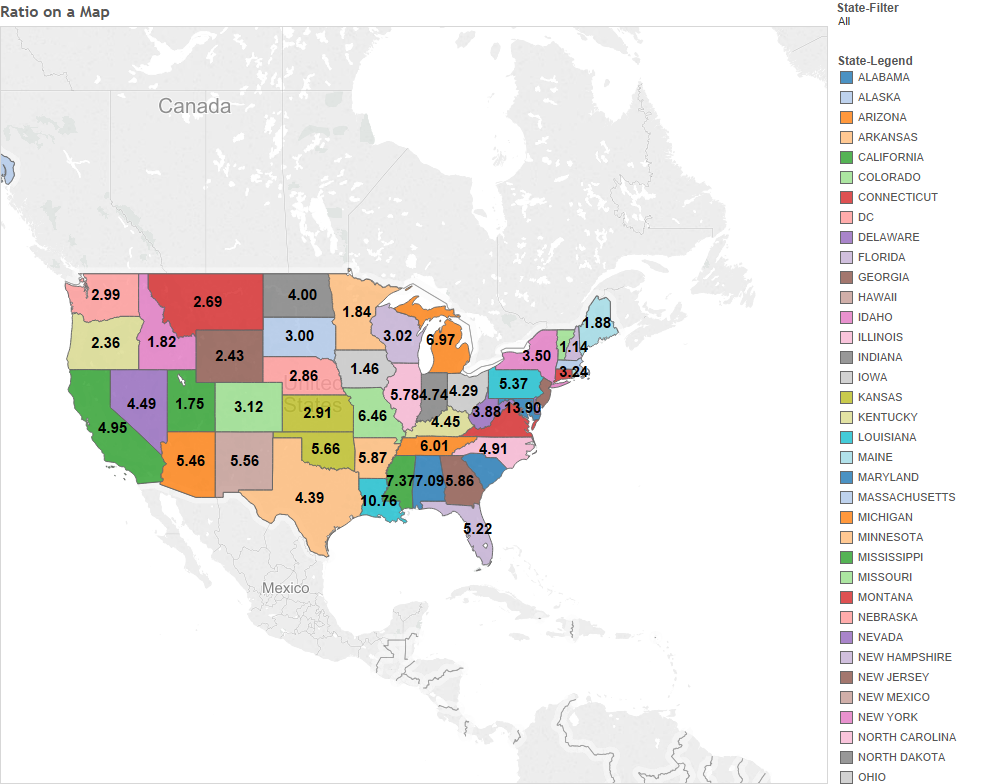 Ratio on a Map
Canada
2.99
2.69
4.00
1.84
1.88
2.36
1.82
2.43
3.00
3.02
6.97
3.50
1.14
2.86
1.46
3.24
United
States
4.95
4.49
1.75
3.12
2.91
6.46
5.78
4.74
4.29
5.37
3.88
13.90
4.45
5.46
5.56
5.66
5.87
6.01
4.91
4.39
10.76
7.37
7.09
5.86
5.22
Mexico
State-Filter
All
State-Legend
ALABAMA
ALASKA
ARIZONA
ARKANSAS
CALIFORNIA
COLORADO
CONNECTICUT
DC
DELAWARE
FLORIDA
GEORGIA
HAWAII
IDAHO
ILLINOIS
INDIANA
IOWA
KANSAS
KENTUCKY
LOUISIANA
MAINE
MARYLAND
MASSACHUSETTS
MICHIGAN
MINNESOTA
MISSISSIPPI
MISSOURI
MONTANA
NEBRASKA
NEVADA
NEW HAMPSHIRE
NEW JERSEY
NEW MEXICO
NEW YORK
NORTH CAROLINA
NORTH DAKOTA
OHIO